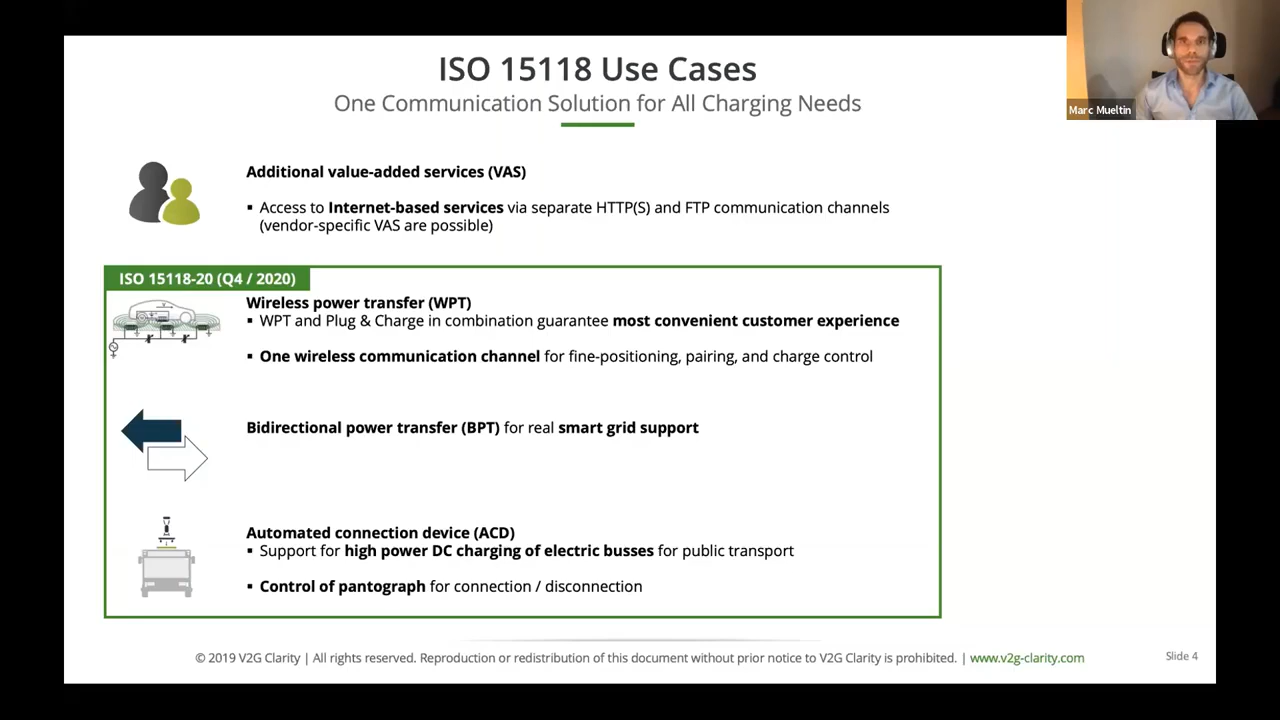 ISO 15118 Use Cases
One Communication Solution for All Charging Needs
Marc Mueltin
Additional value-added services (VAS)
▪ Access to Internet-based services via separate HTTP(S) and FTP communication channels
(vendor-specific VAS are possible)
ISO 15118-20 (Q4 / 2020)
Wireless power transfer (WPT)
▪ WPT and Plug & Charge in combination guarantee most convenient customer experience
▪ One wireless communication channel for fine-positioning, pairing, and charge control
Bidirectional power transfer (BPT) for real smart grid support
Automated connection device (ACD)
▪ Support for high power DC charging of electric busses for public transport
▪ Control of pantograph for connection / disconnection
© 2019 V2G Clarity | All rights reserved. Reproduction or redistribution of this document without prior notice to V2G Clarity is prohibited. | www.v2g-clarity.com
Slide 4